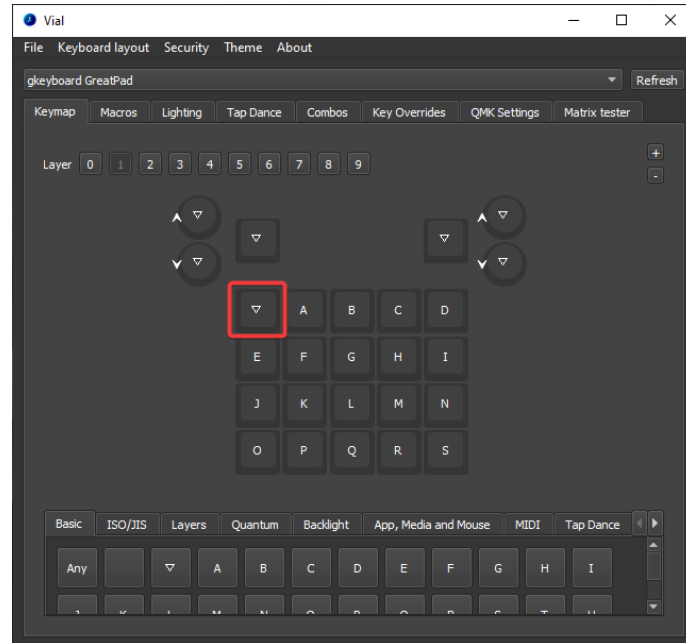 Vial
File Keyboard layout Security Theme About
gkeyboard GreatPad Refresh
Keymap Macros Lighting Tap Dance Combos Key Overrides QMK Settings Matrix tester
Layer 0 1 2 3 4 5 6 7 8 9 +
-
▽ ▽
▽ ▽
▽ ▽
▽ A B C D
E F G H I
J K L M N
O P Q R S
Basic ISO/JIS Layers Quantum Backlight App, Media and Mouse MIDI Tap Dance
Any ▽ A B C D E F G H I
J K L M N O P Q R S T U